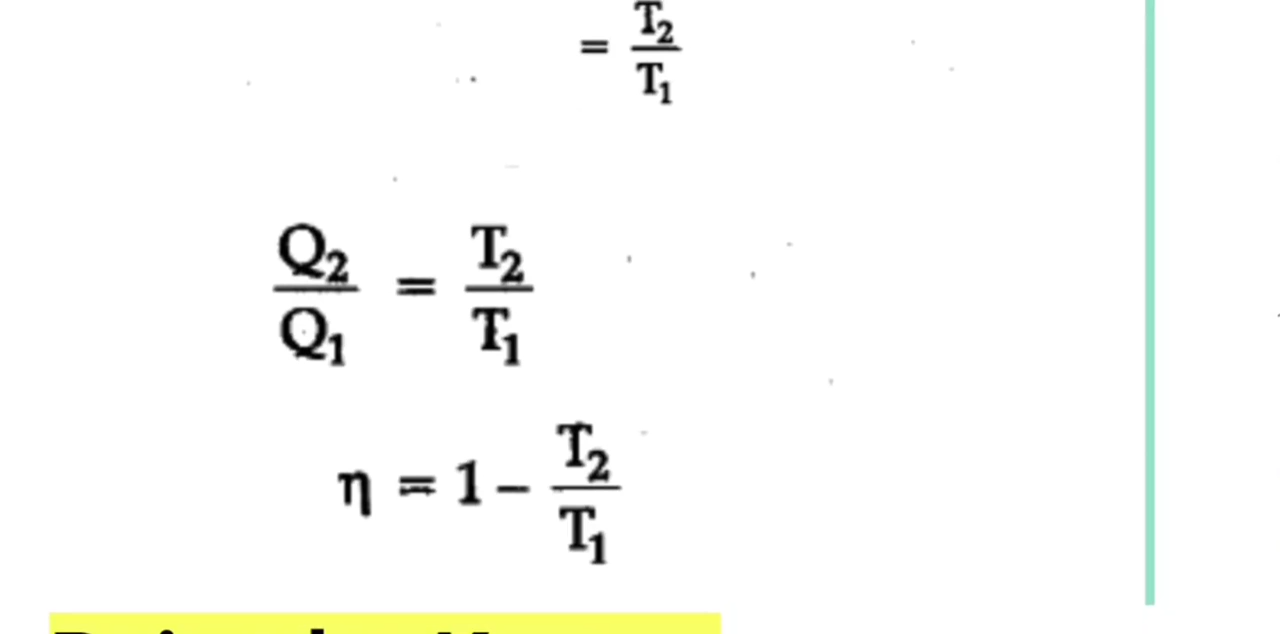 = T₂/T₁
Q₂/Q₁ = T₂/T₁
η = 1 − T₂/T₁